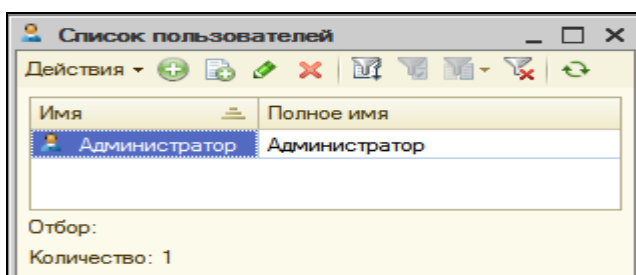 Список пользователей
Действия
Имя Полное имя
Администратор Администратор
Отбор:
Количество: 1